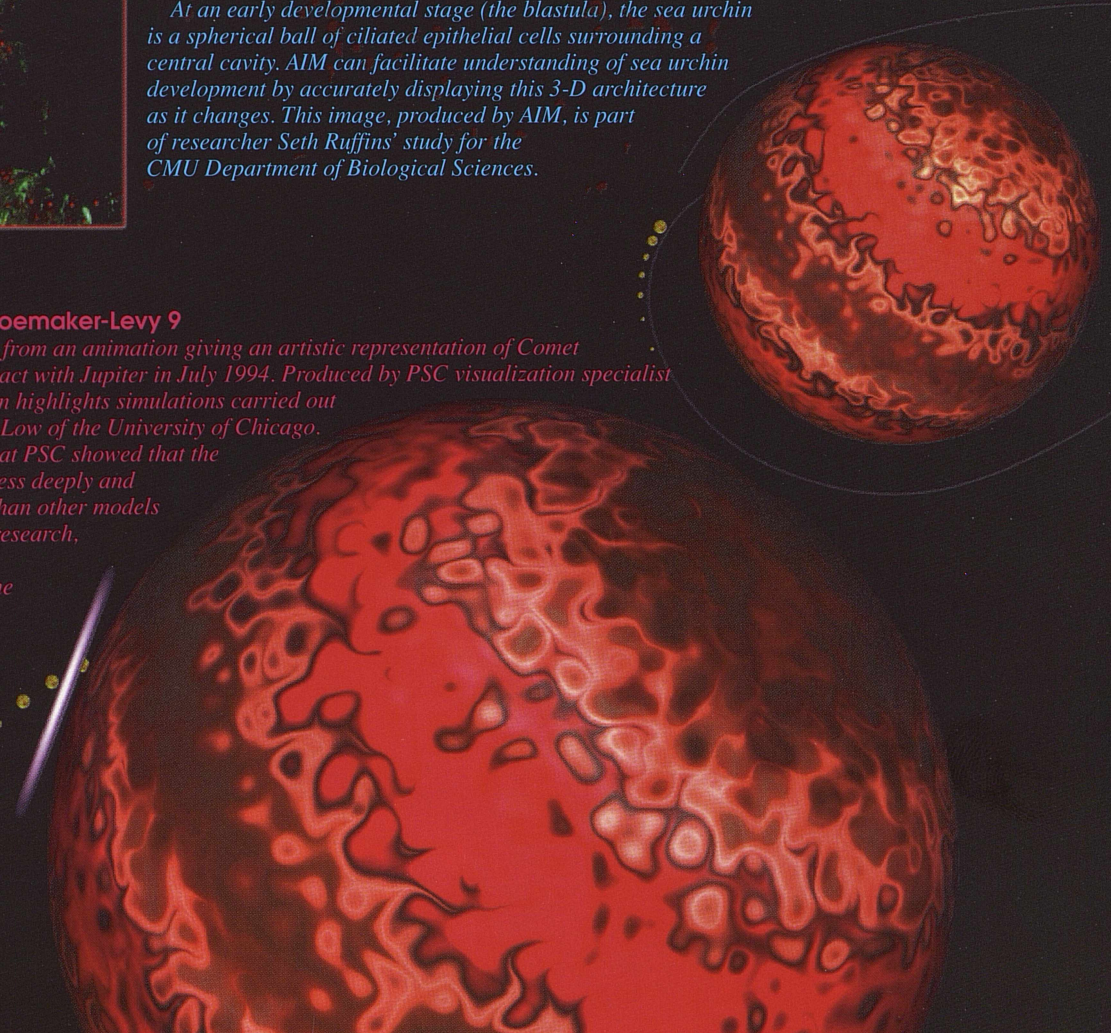 At an early developmental stage (the blastula), the sea urchin
is a spherical ball of ciliated epithelial cells surrounding a
central cavity. AIM can facilitate understanding of sea urchin
development by accurately displaying this 3-D architecture
as it changes. This image, produced by AIM, is part
of researcher Seth Ruffins' study for the
CMU Department of Biological Sciences.
oemaker-Levy 9
from an animation giving an artistic representation of Comet
act with Jupiter in July 1994. Produced by PSC visualization specialist
n highlights simulations carried out
Low of the University of Chicago.
at PSC showed that the
ess deeply and
han other models
esearch,